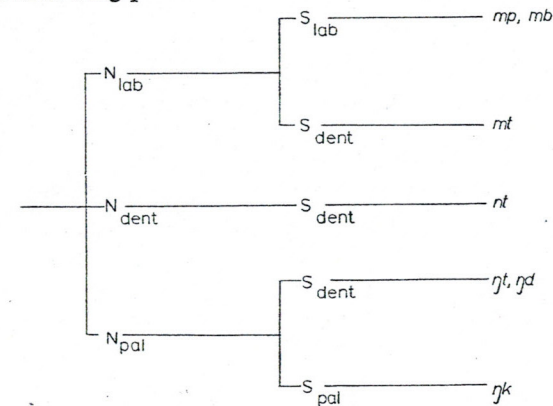 S lab mp, mb
N lab
S dent mt
N dent S dent nt
S dent ŋt, ŋd
N pal
S pal ŋk